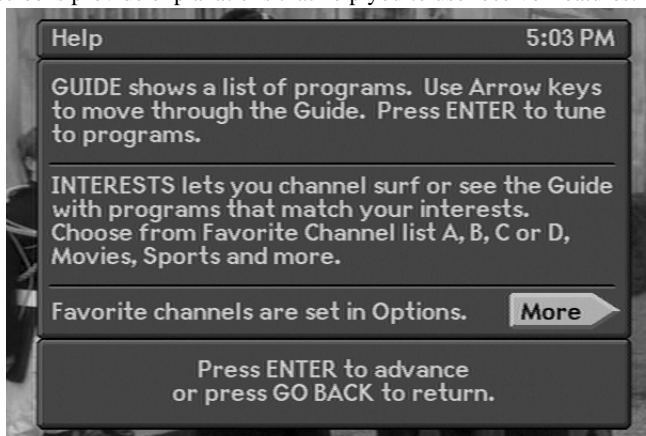 Help 5:03 PM
GUIDE shows a list of programs. Use Arrow keys
to move through the Guide. Press ENTER to tune
to programs.
INTERESTS lets you channel surf or see the Guide
with programs that match your interests.
Choose from Favorite Channel list A, B, C or D,
Movies, Sports and more.
Favorite channels are set in Options. More
Press ENTER to advance
or press GO BACK to return.